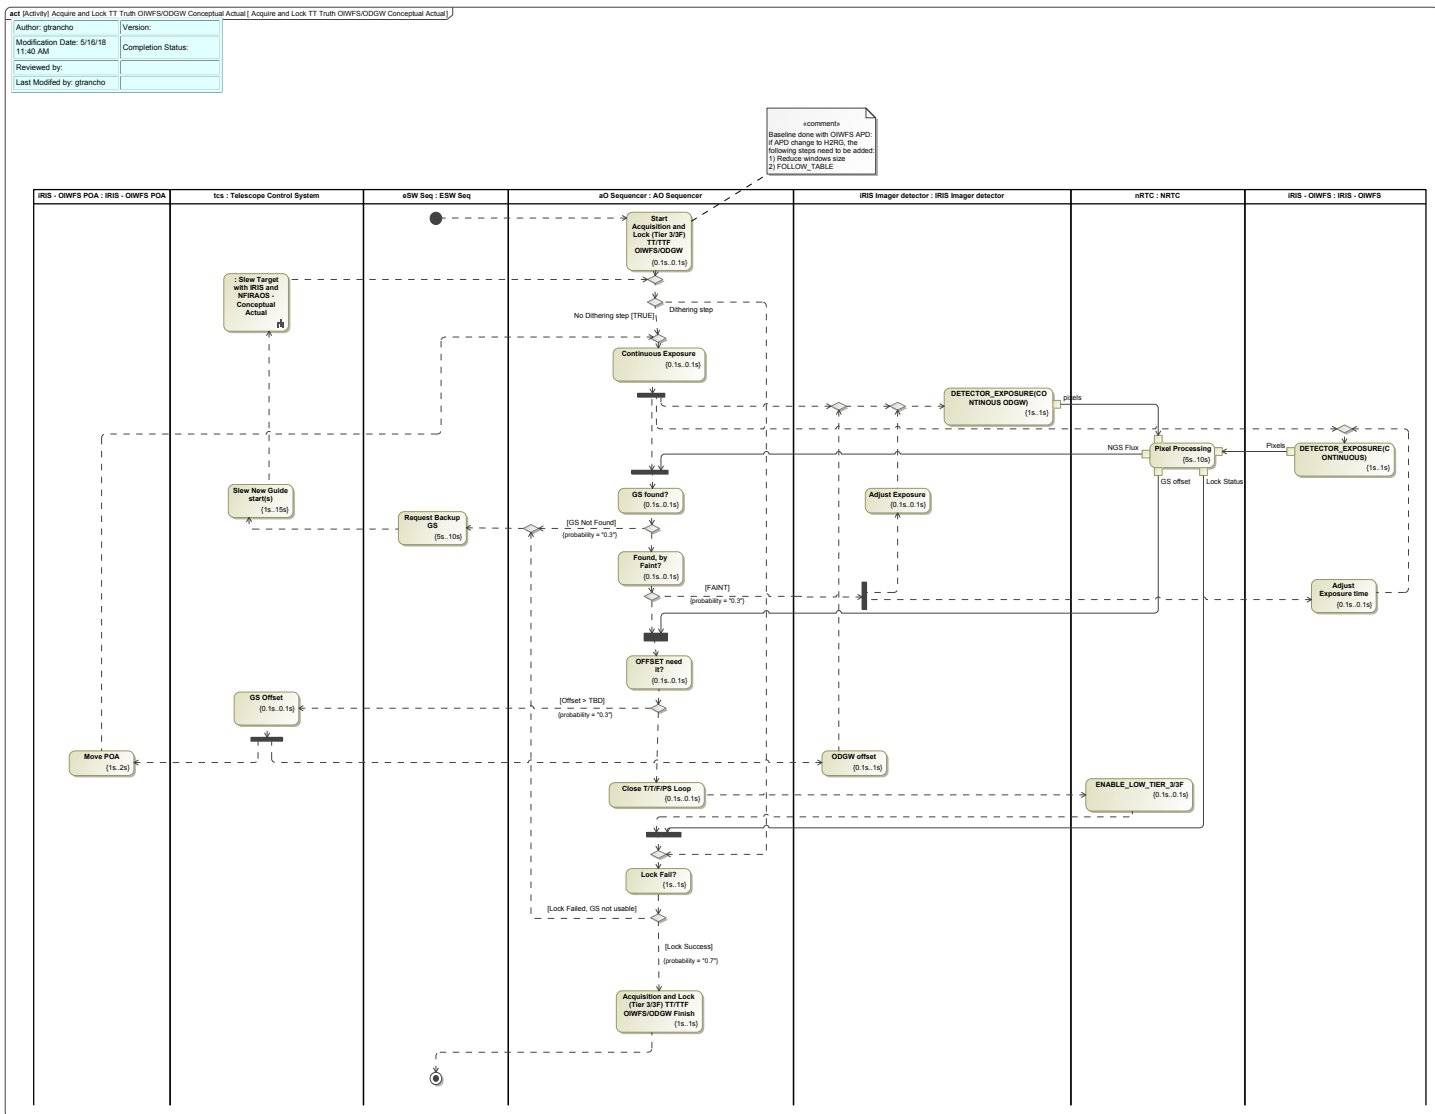 act [Activity] Acquire and Lock TT Truth OIWFS/ODGW Conceptual Actual [ Acquire and Lock TT Truth OIWFS/ODGW Conceptual Actual]
Author: gtrancho
Version:
Modification Date: 5/16/18
11:40 AM
Completion Status:
Reviewed by:
Last Modifed by: gtrancho
«comment»
Baseline done with OIWFS APD:
if APD change to H2RG, the
following steps need to be added:
1) Reduce windows size
2) FOLLOW_TABLE
iRIS - OIWFS POA : IRIS - OIWFS POA
tcs : Telescope Control System
eSW Seq : ESW Seq
aO Sequencer : AO Sequencer
iRIS Imager detector : IRIS Imager detector
nRTC : NRTC
iRIS - OIWFS : IRIS - OIWFS
Start
Acquisition and
Lock (Tier 3/3F)
TT/TTF
OIWFS/ODGW
{0.1s..0.1s}
: Slew Target
with IRIS and
NFIRAOS -
Conceptual
Actual
No Dithering step [TRUE]
Dithering step
Continuous Exposure
{0.1s..0.1s}
DETECTOR_EXPOSURE(CO
NTINOUS ODGW)
{1s..1s}
pixels
NGS Flux
Pixel Processing
{5s..10s}
GS offset
Lock Status
Pixels
DETECTOR_EXPOSURE(C
ONTINUOUS)
{1s..1s}
Slew New Guide
start(s)
{1s..15s}
Request Backup
GS
{5s..10s}
[GS Not Found]
{probability = "0.3"}
GS found?
{0.1s..0.1s}
Adjust Exposure
{0.1s..0.1s}
Found, by
Faint?
{0.1s..0.1s}
[FAINT]
{probability = "0.3"}
Adjust
Exposure time
{0.1s..0.1s}
OFFSET need
it?
{0.1s..0.1s}
GS Offset
{0.1s..0.1s}
[Offset > TBD]
{probability = "0.3"}
Move POA
{1s..2s}
ODGW offset
{0.1s..1s}
Close T/T/F/PS Loop
{0.1s..0.1s}
ENABLE_LOW_TIER_3/3F
{0.1s..0.1s}
Lock Fail?
{1s..1s}
[Lock Failed, GS not usable]
[Lock Success]
{probability = "0.7"}
Acquisition and Lock
(Tier 3/3F) TT/TTF
OIWFS/ODGW Finish
{1s..1s}